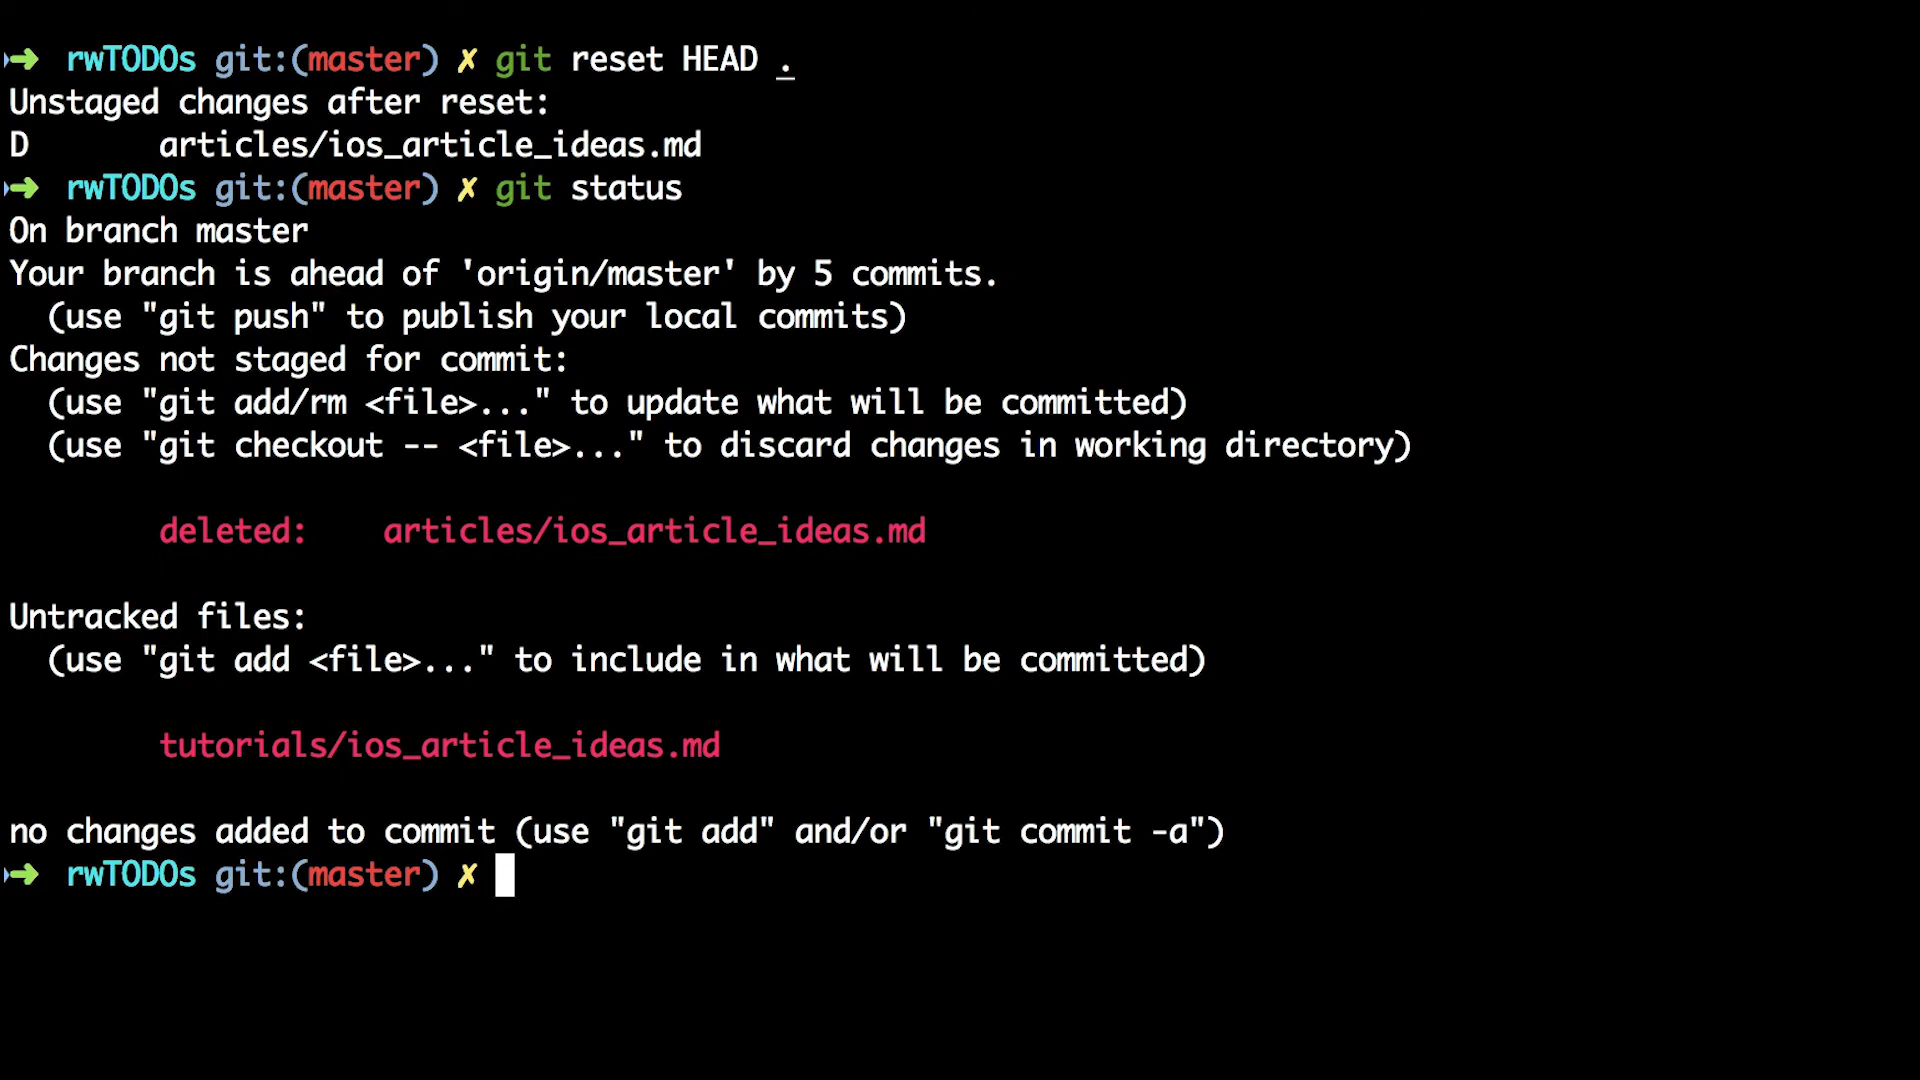 ➜ rwTODOs git:(master) ✗ git reset HEAD .
Unstaged changes after reset:
D       articles/ios_article_ideas.md
➜ rwTODOs git:(master) ✗ git status
On branch master
Your branch is ahead of 'origin/master' by 5 commits.
  (use "git push" to publish your local commits)
Changes not staged for commit:
  (use "git add/rm <file>..." to update what will be committed)
  (use "git checkout -- <file>..." to discard changes in working directory)
        deleted:    articles/ios_article_ideas.md
Untracked files:
  (use "git add <file>..." to include in what will be committed)
        tutorials/ios_article_ideas.md
no changes added to commit (use "git add" and/or "git commit -a")
➜ rwTODOs git:(master) ✗